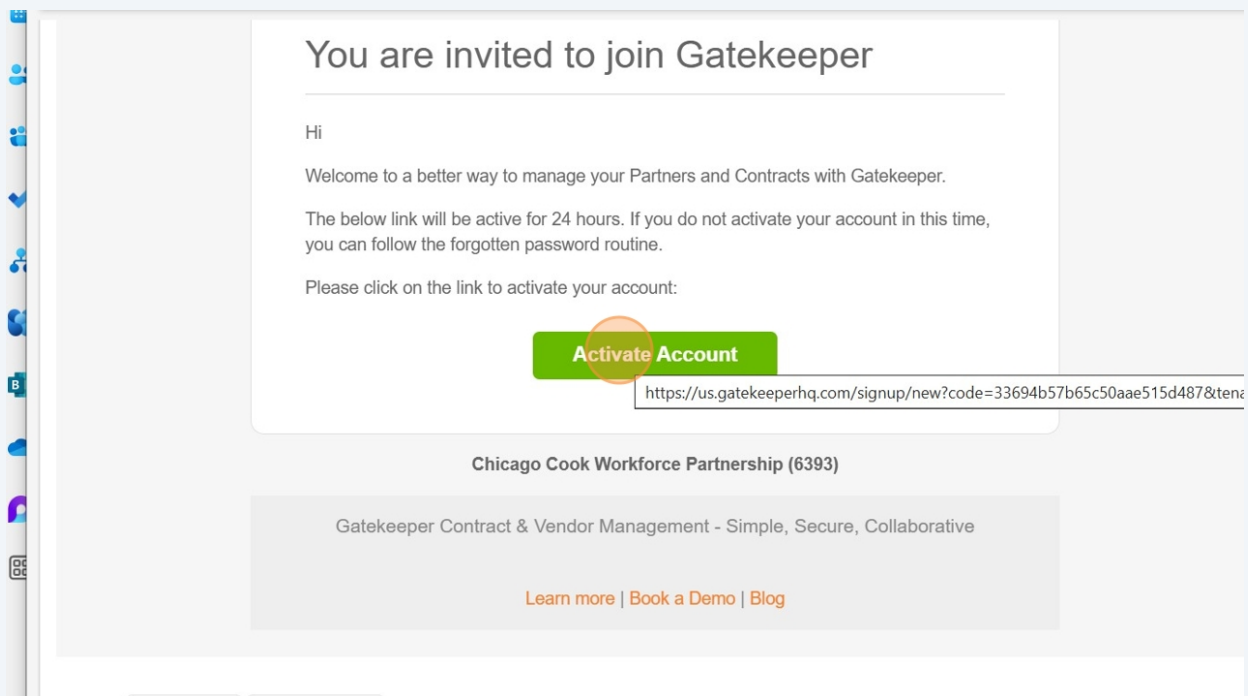 You are invited to join Gatekeeper
Hi
Welcome to a better way to manage your Partners and Contracts with Gatekeeper.
The below link will be active for 24 hours. If you do not activate your account in this time,
you can follow the forgotten password routine.
Please click on the link to activate your account:
Activate Account
https://us.gatekeeperhq.com/signup/new?code=33694b57b65c50aae515d487&tena
Chicago Cook Workforce Partnership (6393)
Gatekeeper Contract & Vendor Management - Simple, Secure, Collaborative
Learn more | Book a Demo | Blog
B